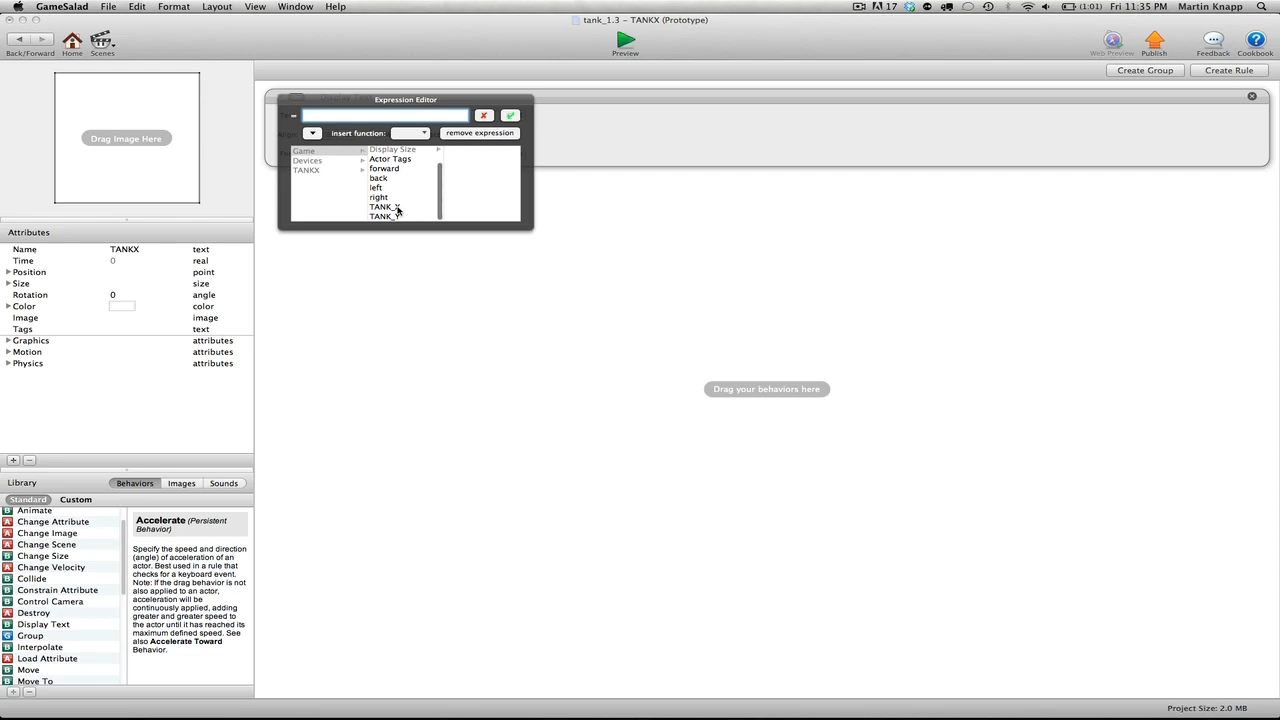 GameSalad File Edit Format Layout View Window Help
17 (1:01) Fri 11:35 PM Martin Knapp
tank_1.3 – TANKX (Prototype)
Back/Forward Home Scenes Preview Web Preview Publish Feedback Cookbook
Create Group Create Rule
Drag Image Here
Expression Editor
=
insert function: remove expression
Game
Devices
TANKX
Display Size
Actor Tags
forward
back
left
right
TANK_X
TANK_Y
Attributes
Name TANKX text
Time 0 real
Position point
Size size
Rotation 0 angle
Color color
Image image
Tags text
Graphics attributes
Motion attributes
Physics attributes
Drag your behaviors here
Library Behaviors Images Sounds
Standard Custom
B Animate
A Change Attribute
A Change Image
A Change Scene
B Change Size
A Change Velocity
B Collide
B Constrain Attribute
B Control Camera
A Destroy
B Display Text
G Group
B Interpolate
A Load Attribute
B Move
B Move To
Accelerate (Persistent
Behavior)
Specify the speed and direction
(angle) of acceleration of an
actor. Best used in a rule that
checks for a keyboard event.
Note: If the drag behavior is not
also applied to an actor,
acceleration will be
continuously applied, adding
greater and greater speed to
the actor until it has reached its
maximum defined speed. See
also Accelerate Toward
Behavior.
Project Size: 2.0 MB